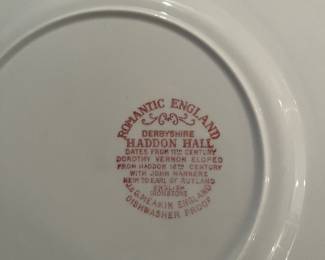 ROMANTIC ENGLAND
DERBYSHIRE
HADDON HALL
DATES FROM 11TH CENTURY
DOROTHY VERNON ELOPED
FROM HADDON 16TH CENTURY
WITH JOHN MANNERS
HEIR TO EARL OF RUTLAND
ENGLISH
IRONSTONE
J&G. MEAKIN ENGLAND
DISHWASHER PROOF